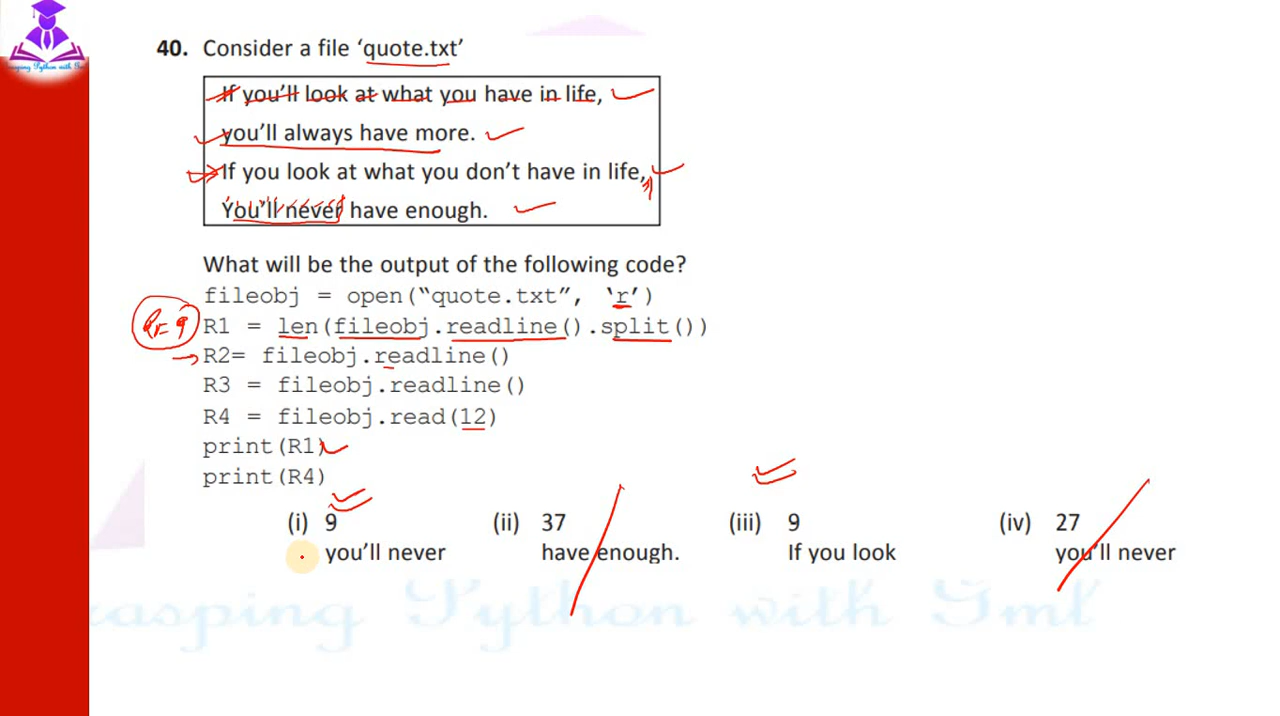 40. Consider a file ‘quote.txt’
If you’ll look at what you have in life,
you’ll always have more.
If you look at what you don’t have in life,
You’ll never have enough.
What will be the output of the following code?
fileobj = open(“quote.txt”, ‘r’)
R1 = len(fileobj.readline().split())
R2= fileobj.readline()
R3 = fileobj.readline()
R4 = fileobj.read(12)
print(R1)
print(R4)
(i) 9 (ii) 37 (iii) 9 (iv) 27
you’ll never have enough. If you look you’ll never
rasping Python with